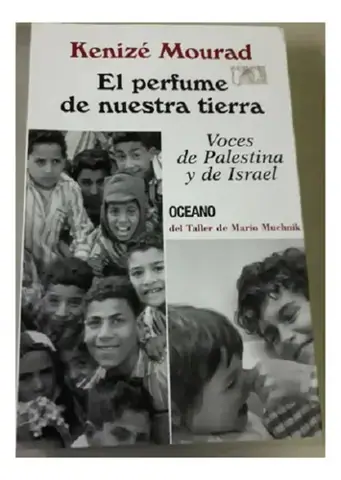 Kenizé Mourad
El perfume
de nuestra tierra
Voces
de Palestina
y de Israel
OCEANO
del Taller de Mario Muchnik